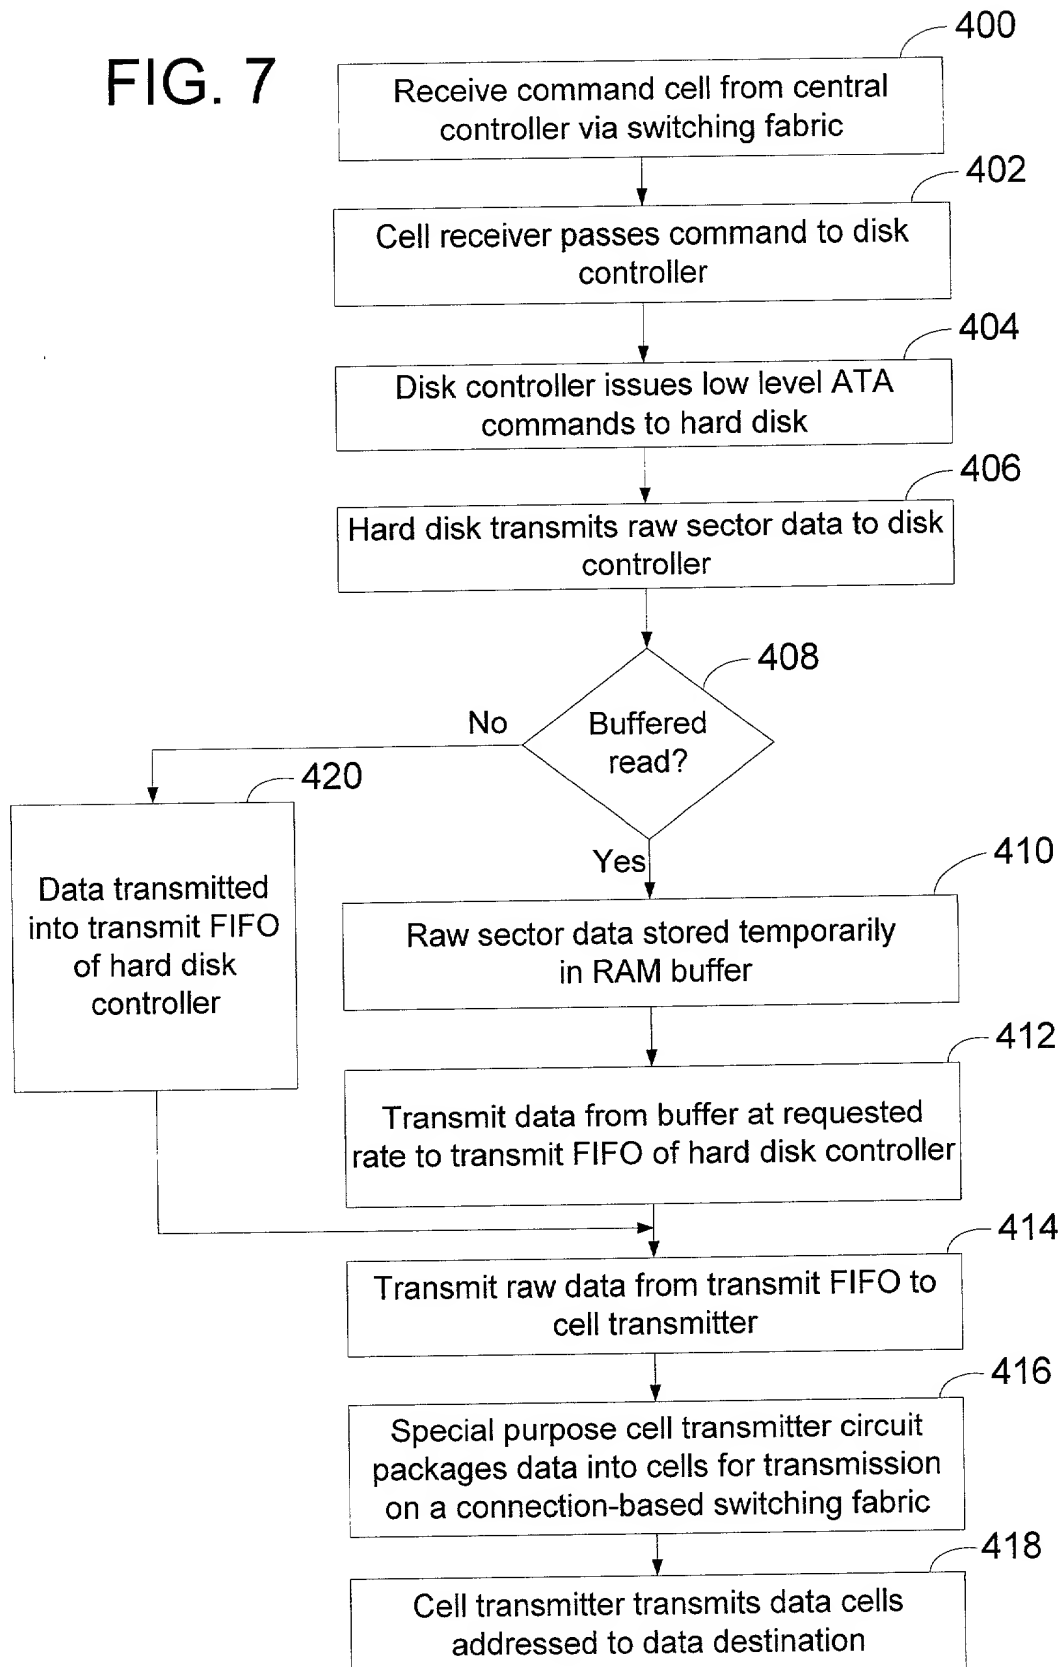 FIG. 7
400
Receive command cell from central
controller via switching fabric
402
Cell receiver passes command to disk
controller
404
Disk controller issues low level ATA
commands to hard disk
406
Hard disk transmits raw sector data to disk
controller
408
Buffered
read?
No
420
Data transmitted
into transmit FIFO
of hard disk
controller
Yes
410
Raw sector data stored temporarily
in RAM buffer
412
Transmit data from buffer at requested
rate to transmit FIFO of hard disk controller
414
Transmit raw data from transmit FIFO to
cell transmitter
416
Special purpose cell transmitter circuit
packages data into cells for transmission
on a connection-based switching fabric
418
Cell transmitter transmits data cells
addressed to data destination